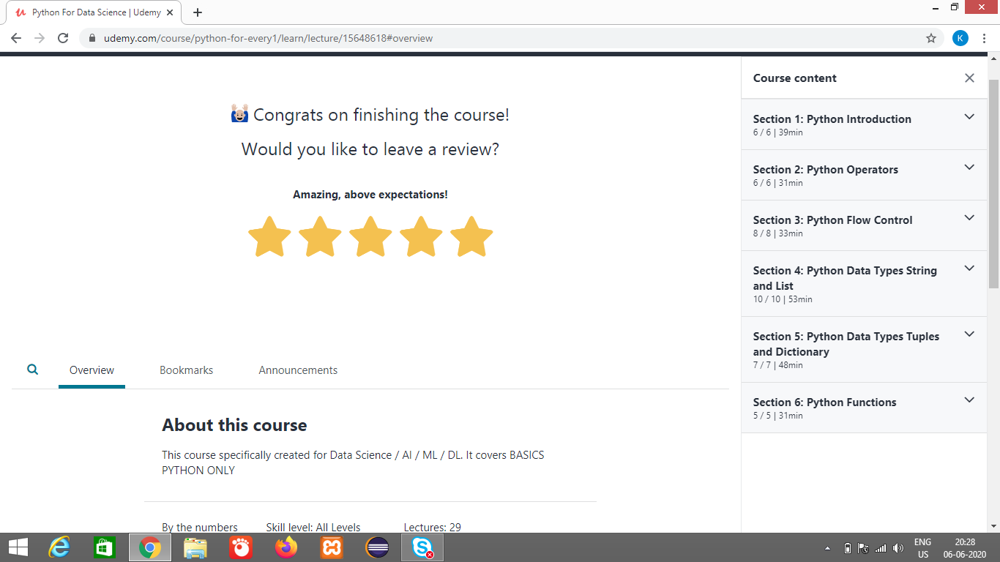 Python For Data Science | Udemy
udemy.com/course/python-for-every1/learn/lecture/15648618#overview
K
Congrats on finishing the course!
Would you like to leave a review?
Amazing, above expectations!
Overview
Bookmarks
Announcements
About this course
This course specifically created for Data Science / AI / ML / DL. It covers BASICS
PYTHON ONLY
By the numbers
Skill level: All Levels
Lectures: 29
Course content
Section 1: Python Introduction
6 / 6 | 39min
Section 2: Python Operators
6 / 6 | 31min
Section 3: Python Flow Control
8 / 8 | 33min
Section 4: Python Data Types String
and List
10 / 10 | 53min
Section 5: Python Data Types Tuples
and Dictionary
7 / 7 | 48min
Section 6: Python Functions
5 / 5 | 31min
ENG
US
20:28
06-06-2020